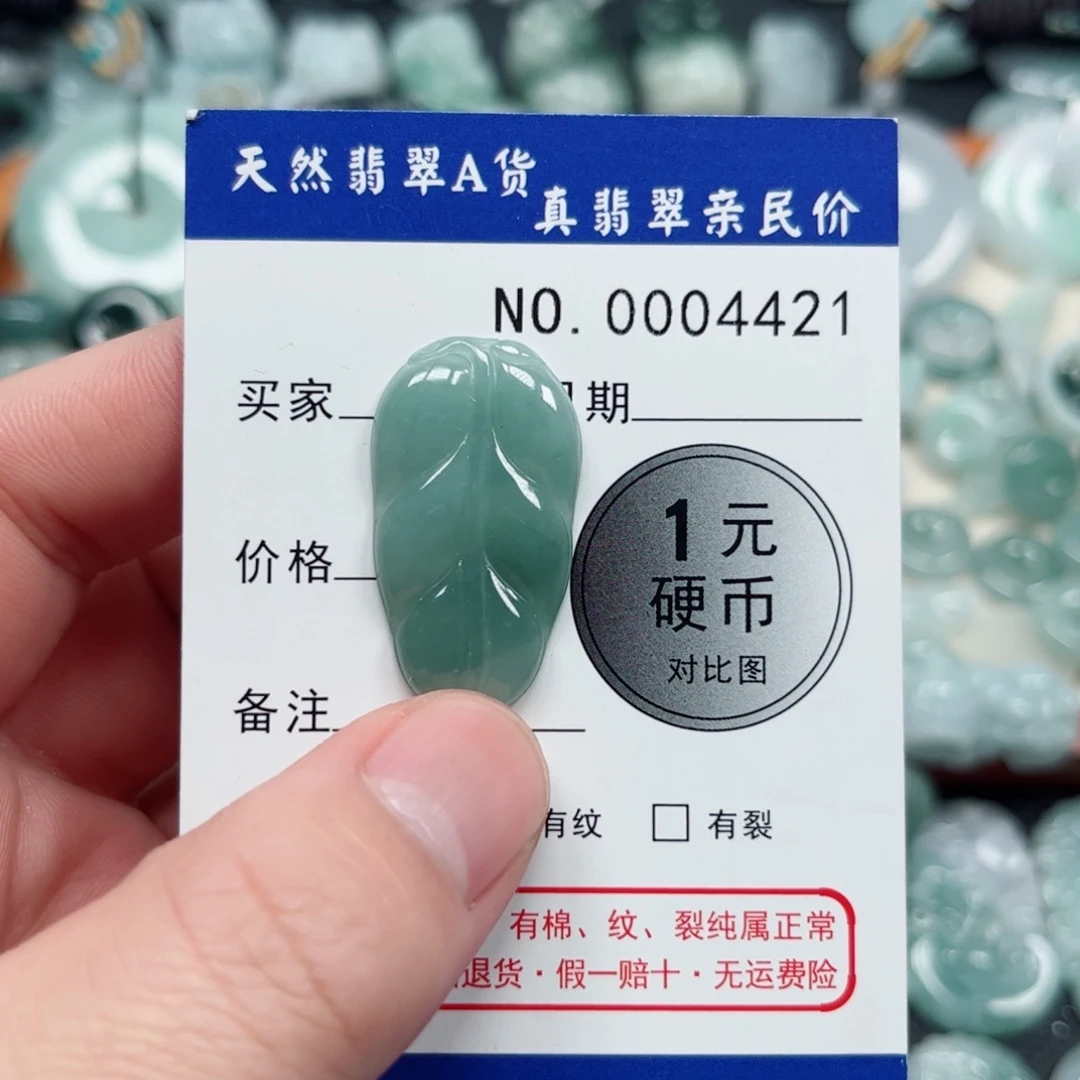 天然翡翠A货
真翡翠亲民价
NO. 0004421
买家
期
1元
硬币
对比图
价格
备注
有纹 □ 有裂
有棉、纹、裂纯属正常
退货·假一赔十·无运费险